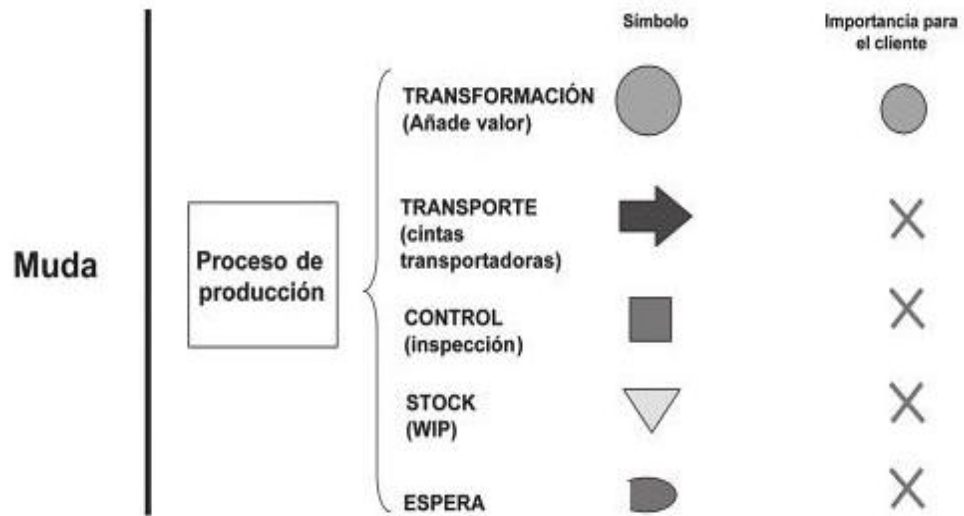 Símbolo
Importancia para
el cliente
TRANSFORMACIÓN
(Añade valor)
TRANSPORTE
(cintas
transportadoras)
Muda
Proceso de
producción
CONTROL
(inspección)
STOCK
(WIP)
ESPERA